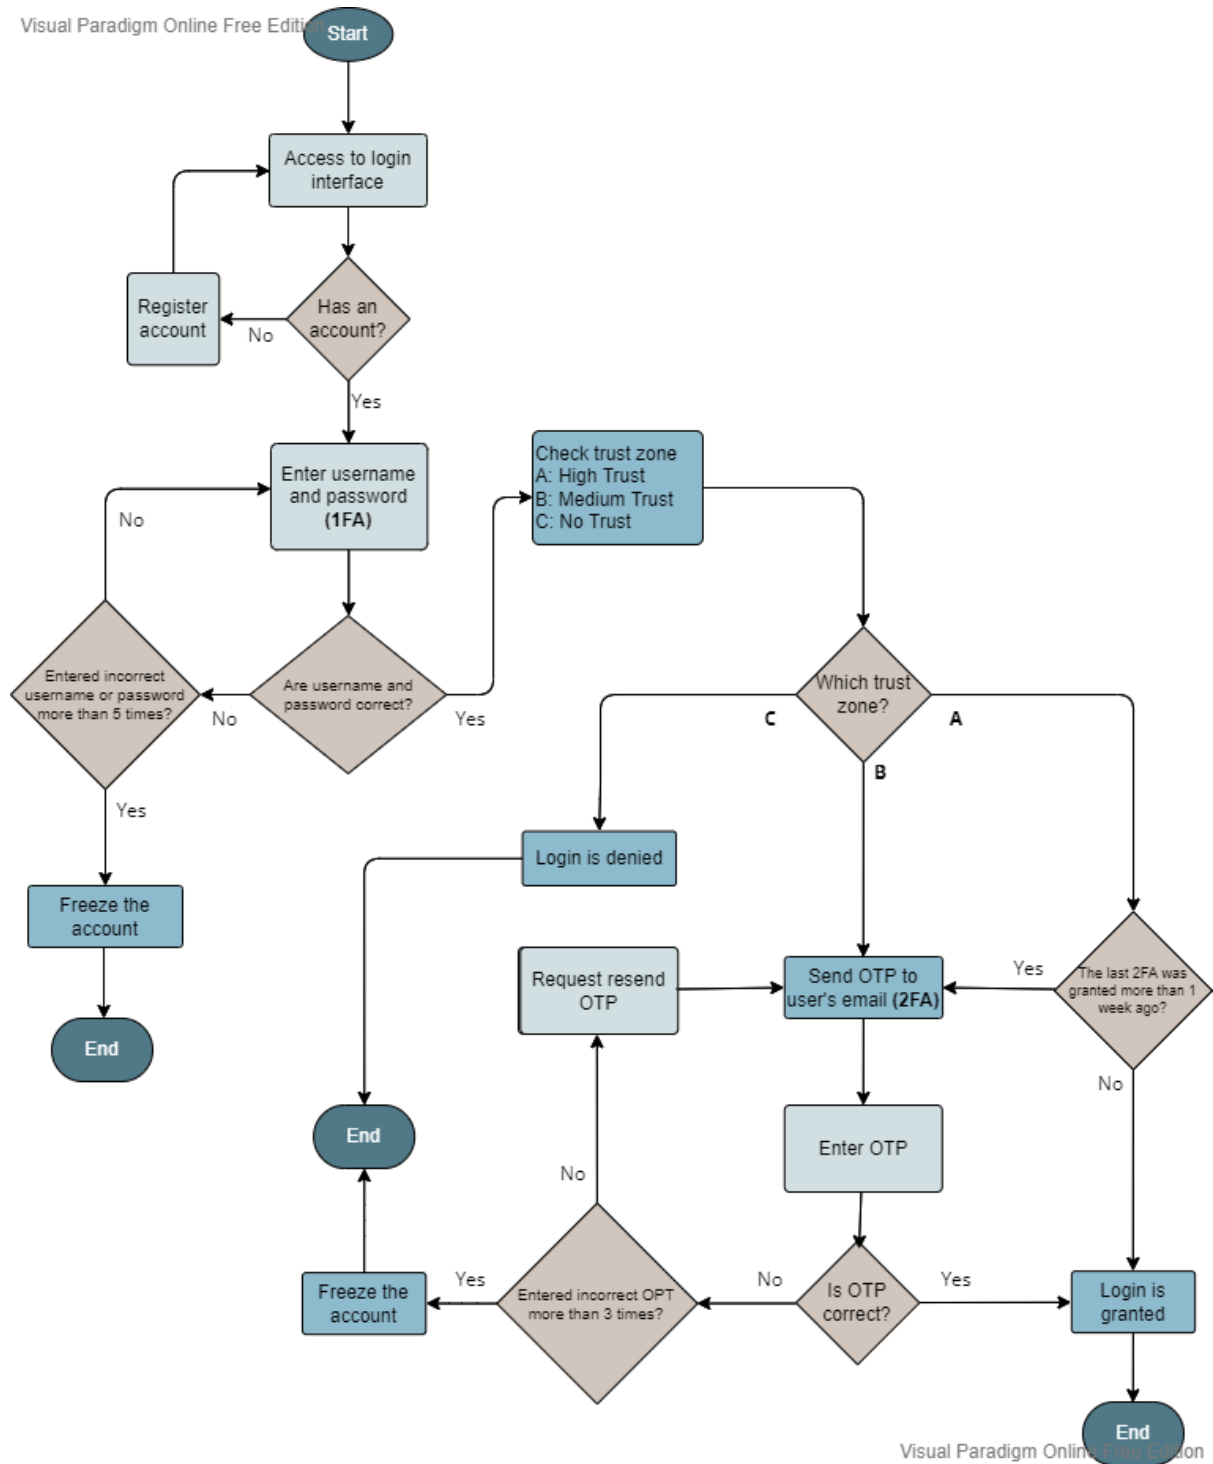 Visual Paradigm Online Free Edition
Start
Access to login
interface
Register
account
No
Has an
account?
Yes
Enter username
and password
(1FA)
No
Check trust zone
A: High Trust
B: Medium Trust
C: No Trust
Entered incorrect
username or password
more than 5 times?
No
Are username and
password correct?
Yes
Which trust
zone?
C
A
B
Yes
Login is denied
Freeze the
account
End
Request resend
OTP
Send OTP to
user's email (2FA)
Yes
The last 2FA was
granted more than 1
week ago?
No
End
Enter OTP
No
Freeze the
account
Yes
Entered incorrect OPT
more than 3 times?
No
Is OTP
correct?
Yes
Login is
granted
End
Visual Paradigm Online Free Edition